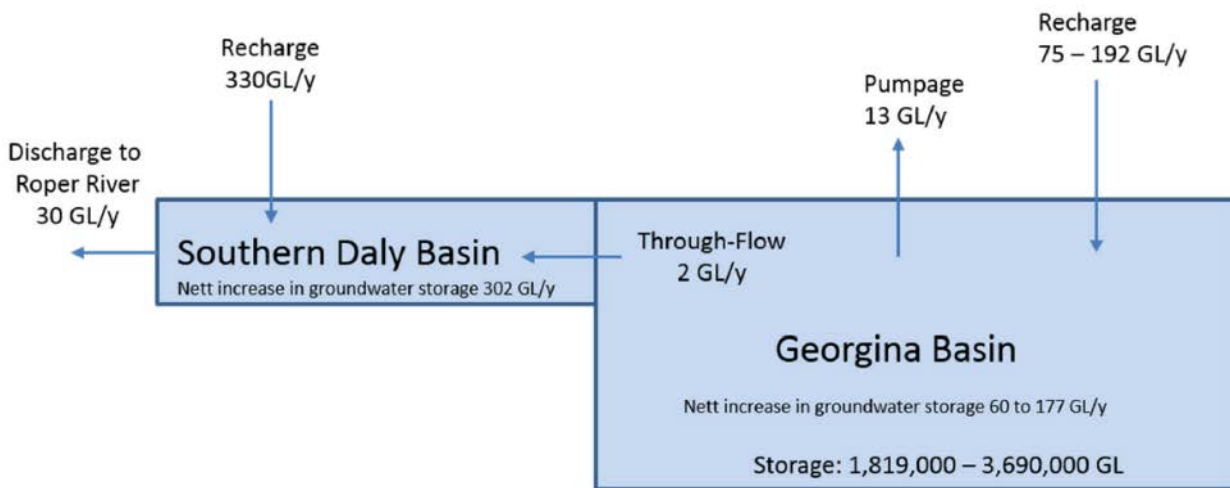 Recharge
330GL/y
Recharge
75 – 192 GL/y
Pumpage
13 GL/y
Discharge to
Roper River
30 GL/y
Southern Daly Basin
Nett increase in groundwater storage 302 GL/y
Through-Flow
2 GL/y
Georgina Basin
Nett increase in groundwater storage 60 to 177 GL/y
Storage: 1,819,000 – 3,690,000 GL